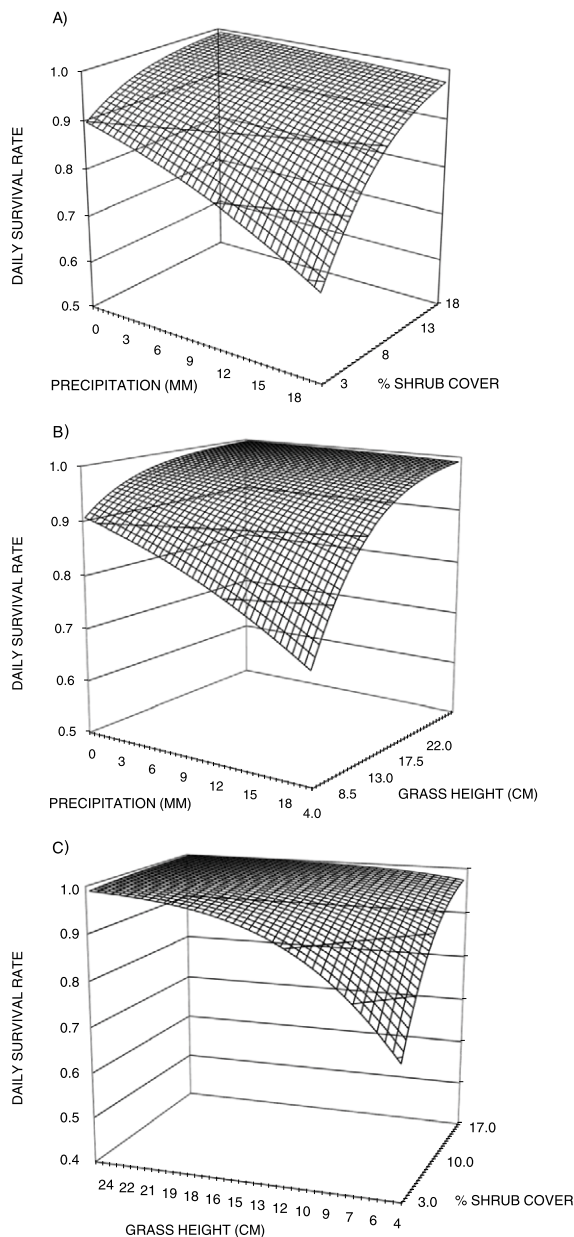 A)
1.0
0.9
0.8
0.7
0.6
0.5
DAILY SURVIVAL RATE
0 3 6 9 12 15 18
PRECIPITATION (MM)
3 8 13 18
% SHRUB COVER
B)
1.0
0.9
0.8
0.7
0.6
0.5
DAILY SURVIVAL RATE
0 3 6 9 12 15 18
PRECIPITATION (MM)
4.0 8.5 13.0 17.5 22.0
GRASS HEIGHT (CM)
C)
1.0
0.9
0.8
0.7
0.6
0.5
0.4
DAILY SURVIVAL RATE
24 22 21 19 18 16 15 13 12 10 9 7 6 4
GRASS HEIGHT (CM)
3.0 10.0 17.0
% SHRUB COVER